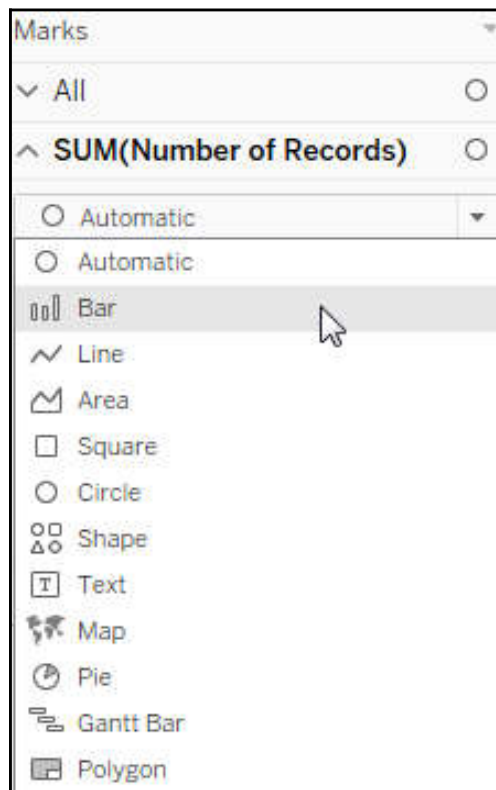 Marks
All
SUM(Number of Records)
Automatic
Automatic
Bar
Line
Area
Square
Circle
Shape
T Text
Map
Pie
Gantt Bar
Polygon